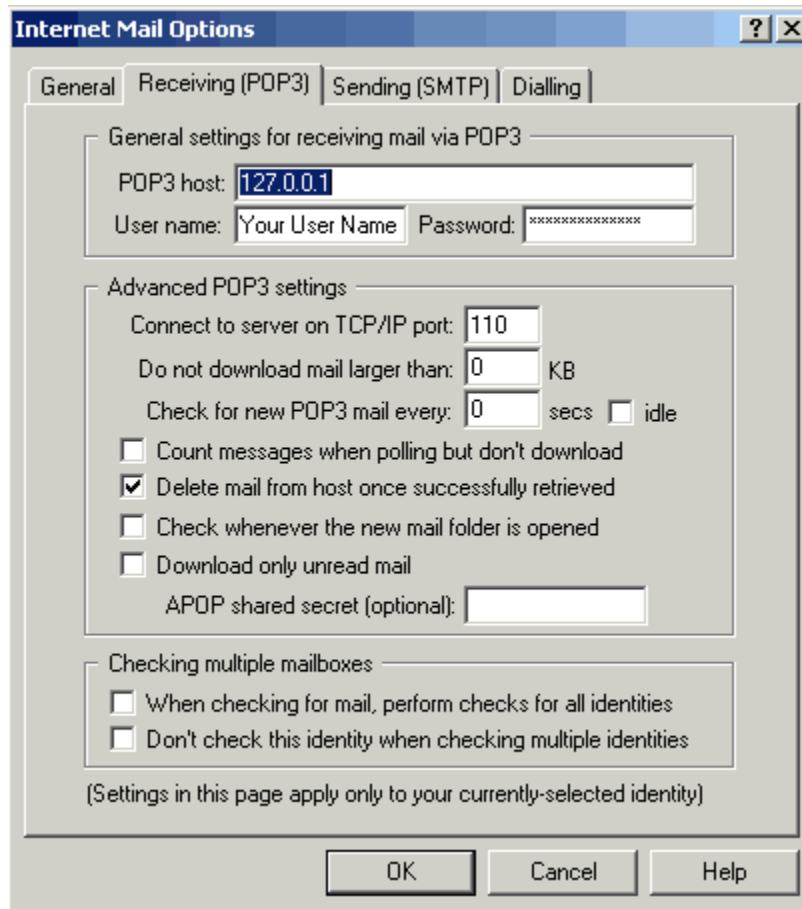 Internet Mail Options
General Receiving (POP3) Sending (SMTP) Dialling
General settings for receiving mail via POP3
POP3 host: 127.0.0.1
User name: Your User Name Password: **************
Advanced POP3 settings
Connect to server on TCP/IP port: 110
Do not download mail larger than: 0 KB
Check for new POP3 mail every: 0 secs idle
Count messages when polling but don't download
Delete mail from host once successfully retrieved
Check whenever the new mail folder is opened
Download only unread mail
APOP shared secret (optional):
Checking multiple mailboxes
When checking for mail, perform checks for all identities
Don't check this identity when checking multiple identities
(Settings in this page apply only to your currently-selected identity)
OK Cancel Help